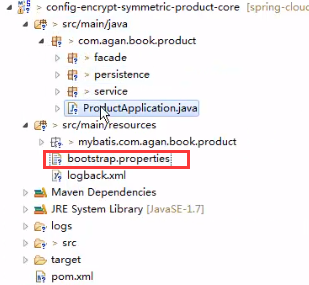 > config-encrypt-symmetric-product-core [spring-clou
> src/main/java
> com.agan.book.product
> facade
> persistence
> service
> ProductApplication.java
> src/main/resources
> mybatis.com.agan.book.product
bootstrap.properties
logback.xml
Maven Dependencies
JRE System Library [JavaSE-1.7]
logs
> src
target
pom.xml